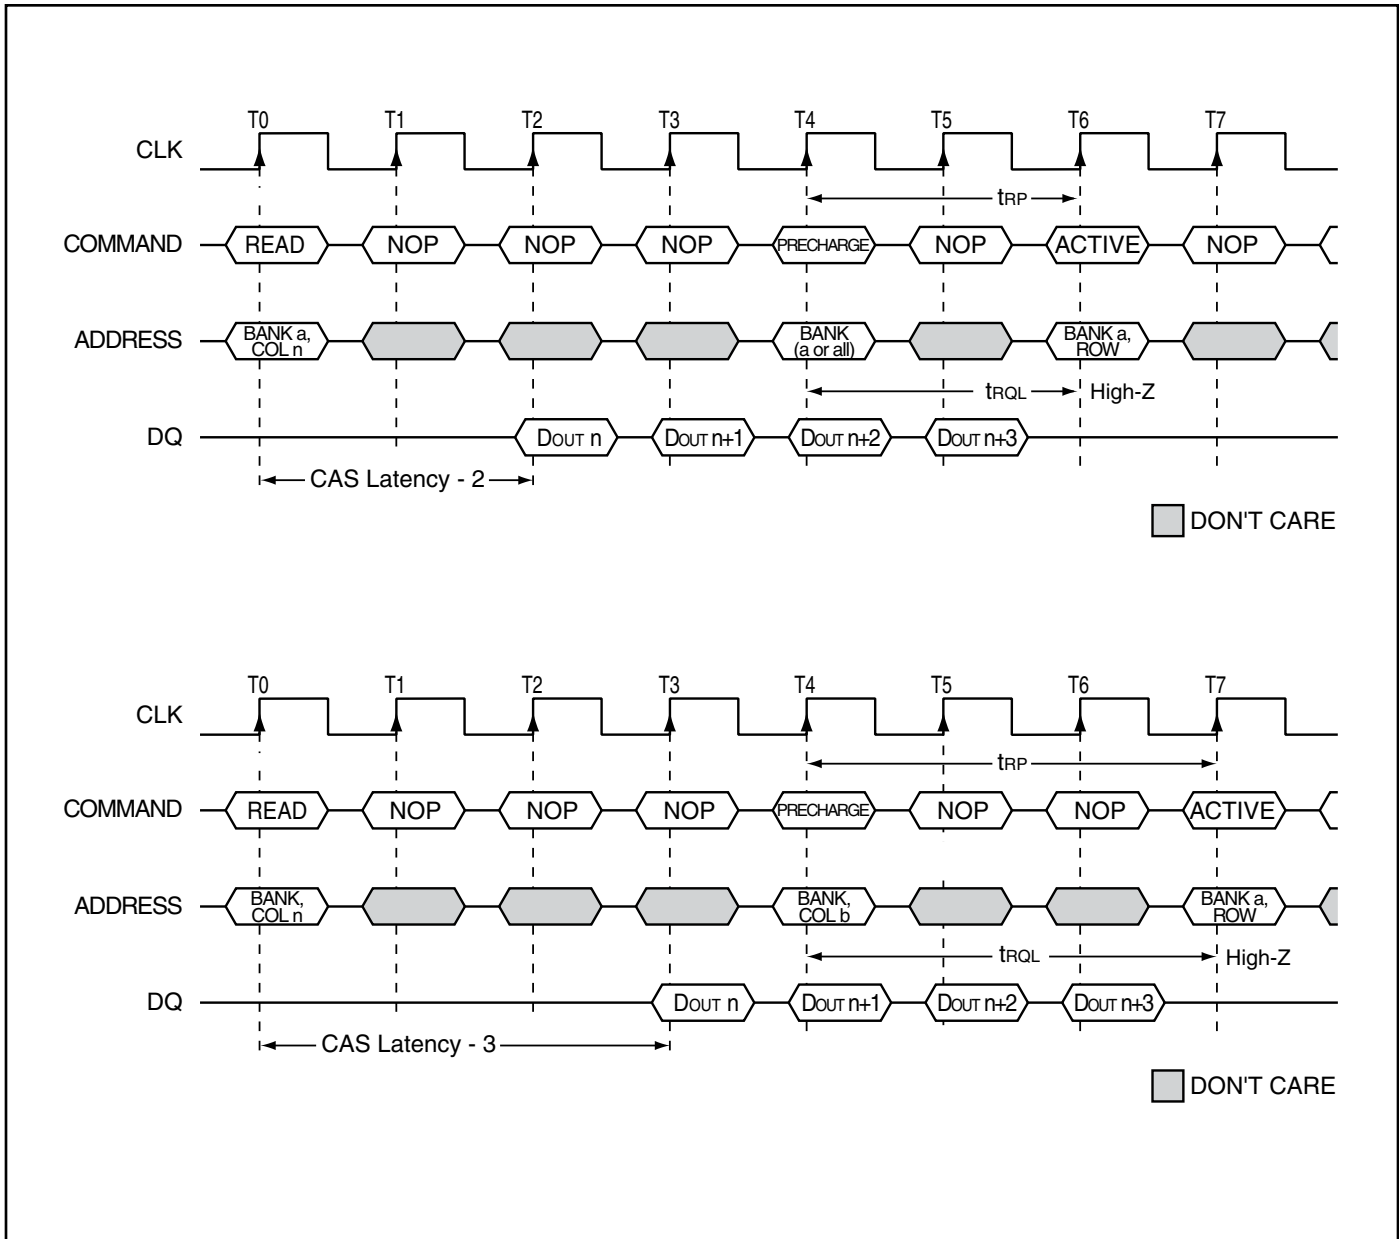 T0 T1 T2 T3 T4 T5 T6 T7
CLK
tRP
COMMAND READ NOP NOP NOP PRECHARGE NOP ACTIVE NOP
ADDRESS BANK a, COL n BANK (a or all) BANK a, ROW
tRQL High-Z
DQ DOUT n DOUT n+1 DOUT n+2 DOUT n+3
CAS Latency - 2
DON'T CARE
T0 T1 T2 T3 T4 T5 T6 T7
CLK
tRP
COMMAND READ NOP NOP NOP PRECHARGE NOP NOP ACTIVE
ADDRESS BANK, COL n BANK, COL b BANK a, ROW
tRQL High-Z
DQ DOUT n DOUT n+1 DOUT n+2 DOUT n+3
CAS Latency - 3
DON'T CARE